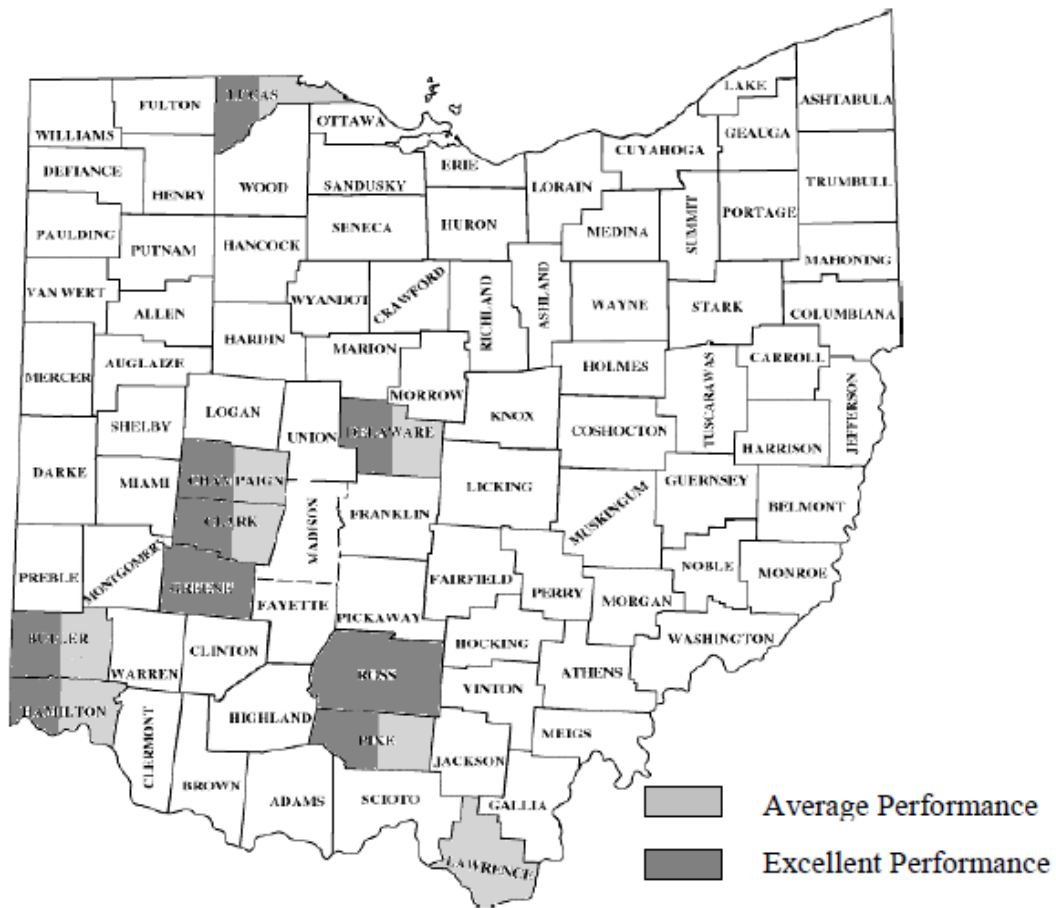 LAKE
ASHTABULA
LUCAS
FULTON
OTTAWA
GEAUGA
WILLIAMS
CUYAHOGA
ERIE
DEFIANCE
WOOD
SANDUSKY
LORAIN
TRUMBULL
HENRY
PORTAGE
SUMMIT
PAULDING
HANCOCK
SENECA
HURON
MEDINA
PUTNAM
MAHONING
VAN WERT
WYANDOT
CRAWFORD
RICHLAND
ASHLAND
WAYNE
STARK
COLUMBIANA
ALLEN
HARDIN
MARION
CARROLL
AUGLAIZE
HOLMES
MERCER
MORROW
TUSCARAWAS
JEFFERSON
LOGAN
KNOX
SHELBY
DELAWARE
COSHOCTON
UNION
HARRISON
DARKE
CHAMPAIGN
MIAMI
LICKING
GUERNSEY
BELMONT
MUSKINGUM
CLARK
MADISON
FRANKLIN
PREBLE
MONTGOMERY
GREENE
FAIRFIELD
PERRY
NOBLE
MONROE
FAYETTE
MORGAN
PICKAWAY
BUTLER
HOCKING
WASHINGTON
CLINTON
WARREN
ROSS
ATHENS
VINTON
HAMILTON
HIGHLAND
CLERMONT
PIKE
MEIGS
JACKSON
BROWN
ADAMS
SCIOTO
GALLIA
LAWRENCE
Average Performance
Excellent Performance